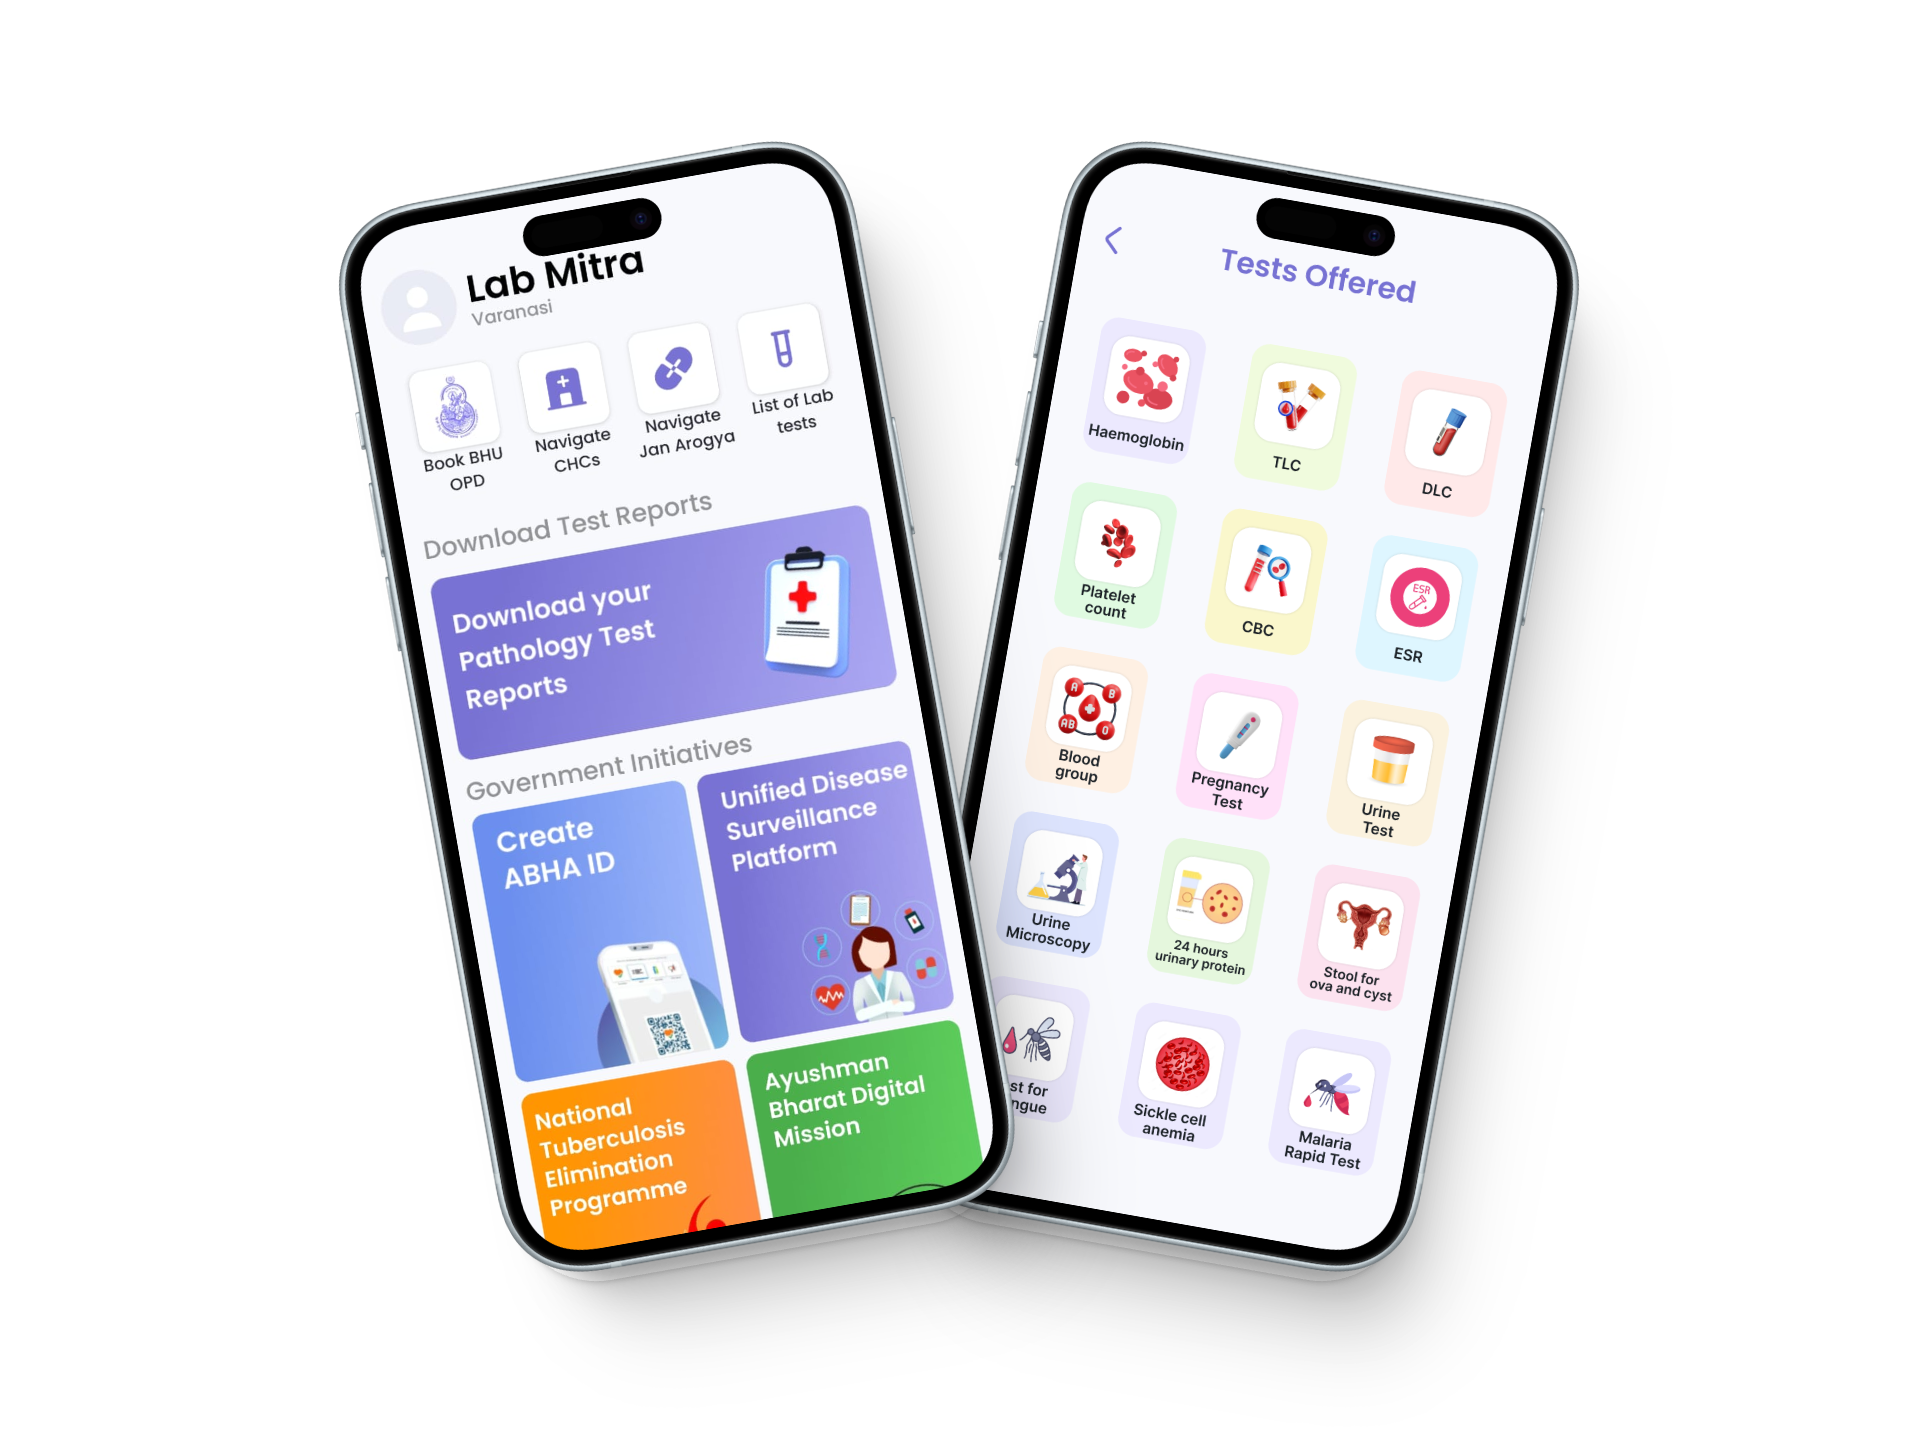 Lab Mitra
Varanasi
Book BHU
OPD
Navigate
CHCs
Navigate
Jan Arogya
List of Lab
tests
Download Test Reports
Download your
Pathology Test
Reports
Government Initiatives
Create
ABHA ID
Unified Disease
Surveillance
Platform
National
Tuberculosis
Elimination
Programme
Ayushman
Bharat Digital
Mission
Tests Offered
Haemoglobin
TLC
DLC
Platelet
count
CBC
ESR
ESR
A
B
AB
O
Blood
group
Pregnancy
Test
Urine
Test
Urine
Microscopy
24 hours
urinary protein
Stool for
ova and cyst
st for
ngue
Sickle cell
anemia
Malaria
Rapid Test